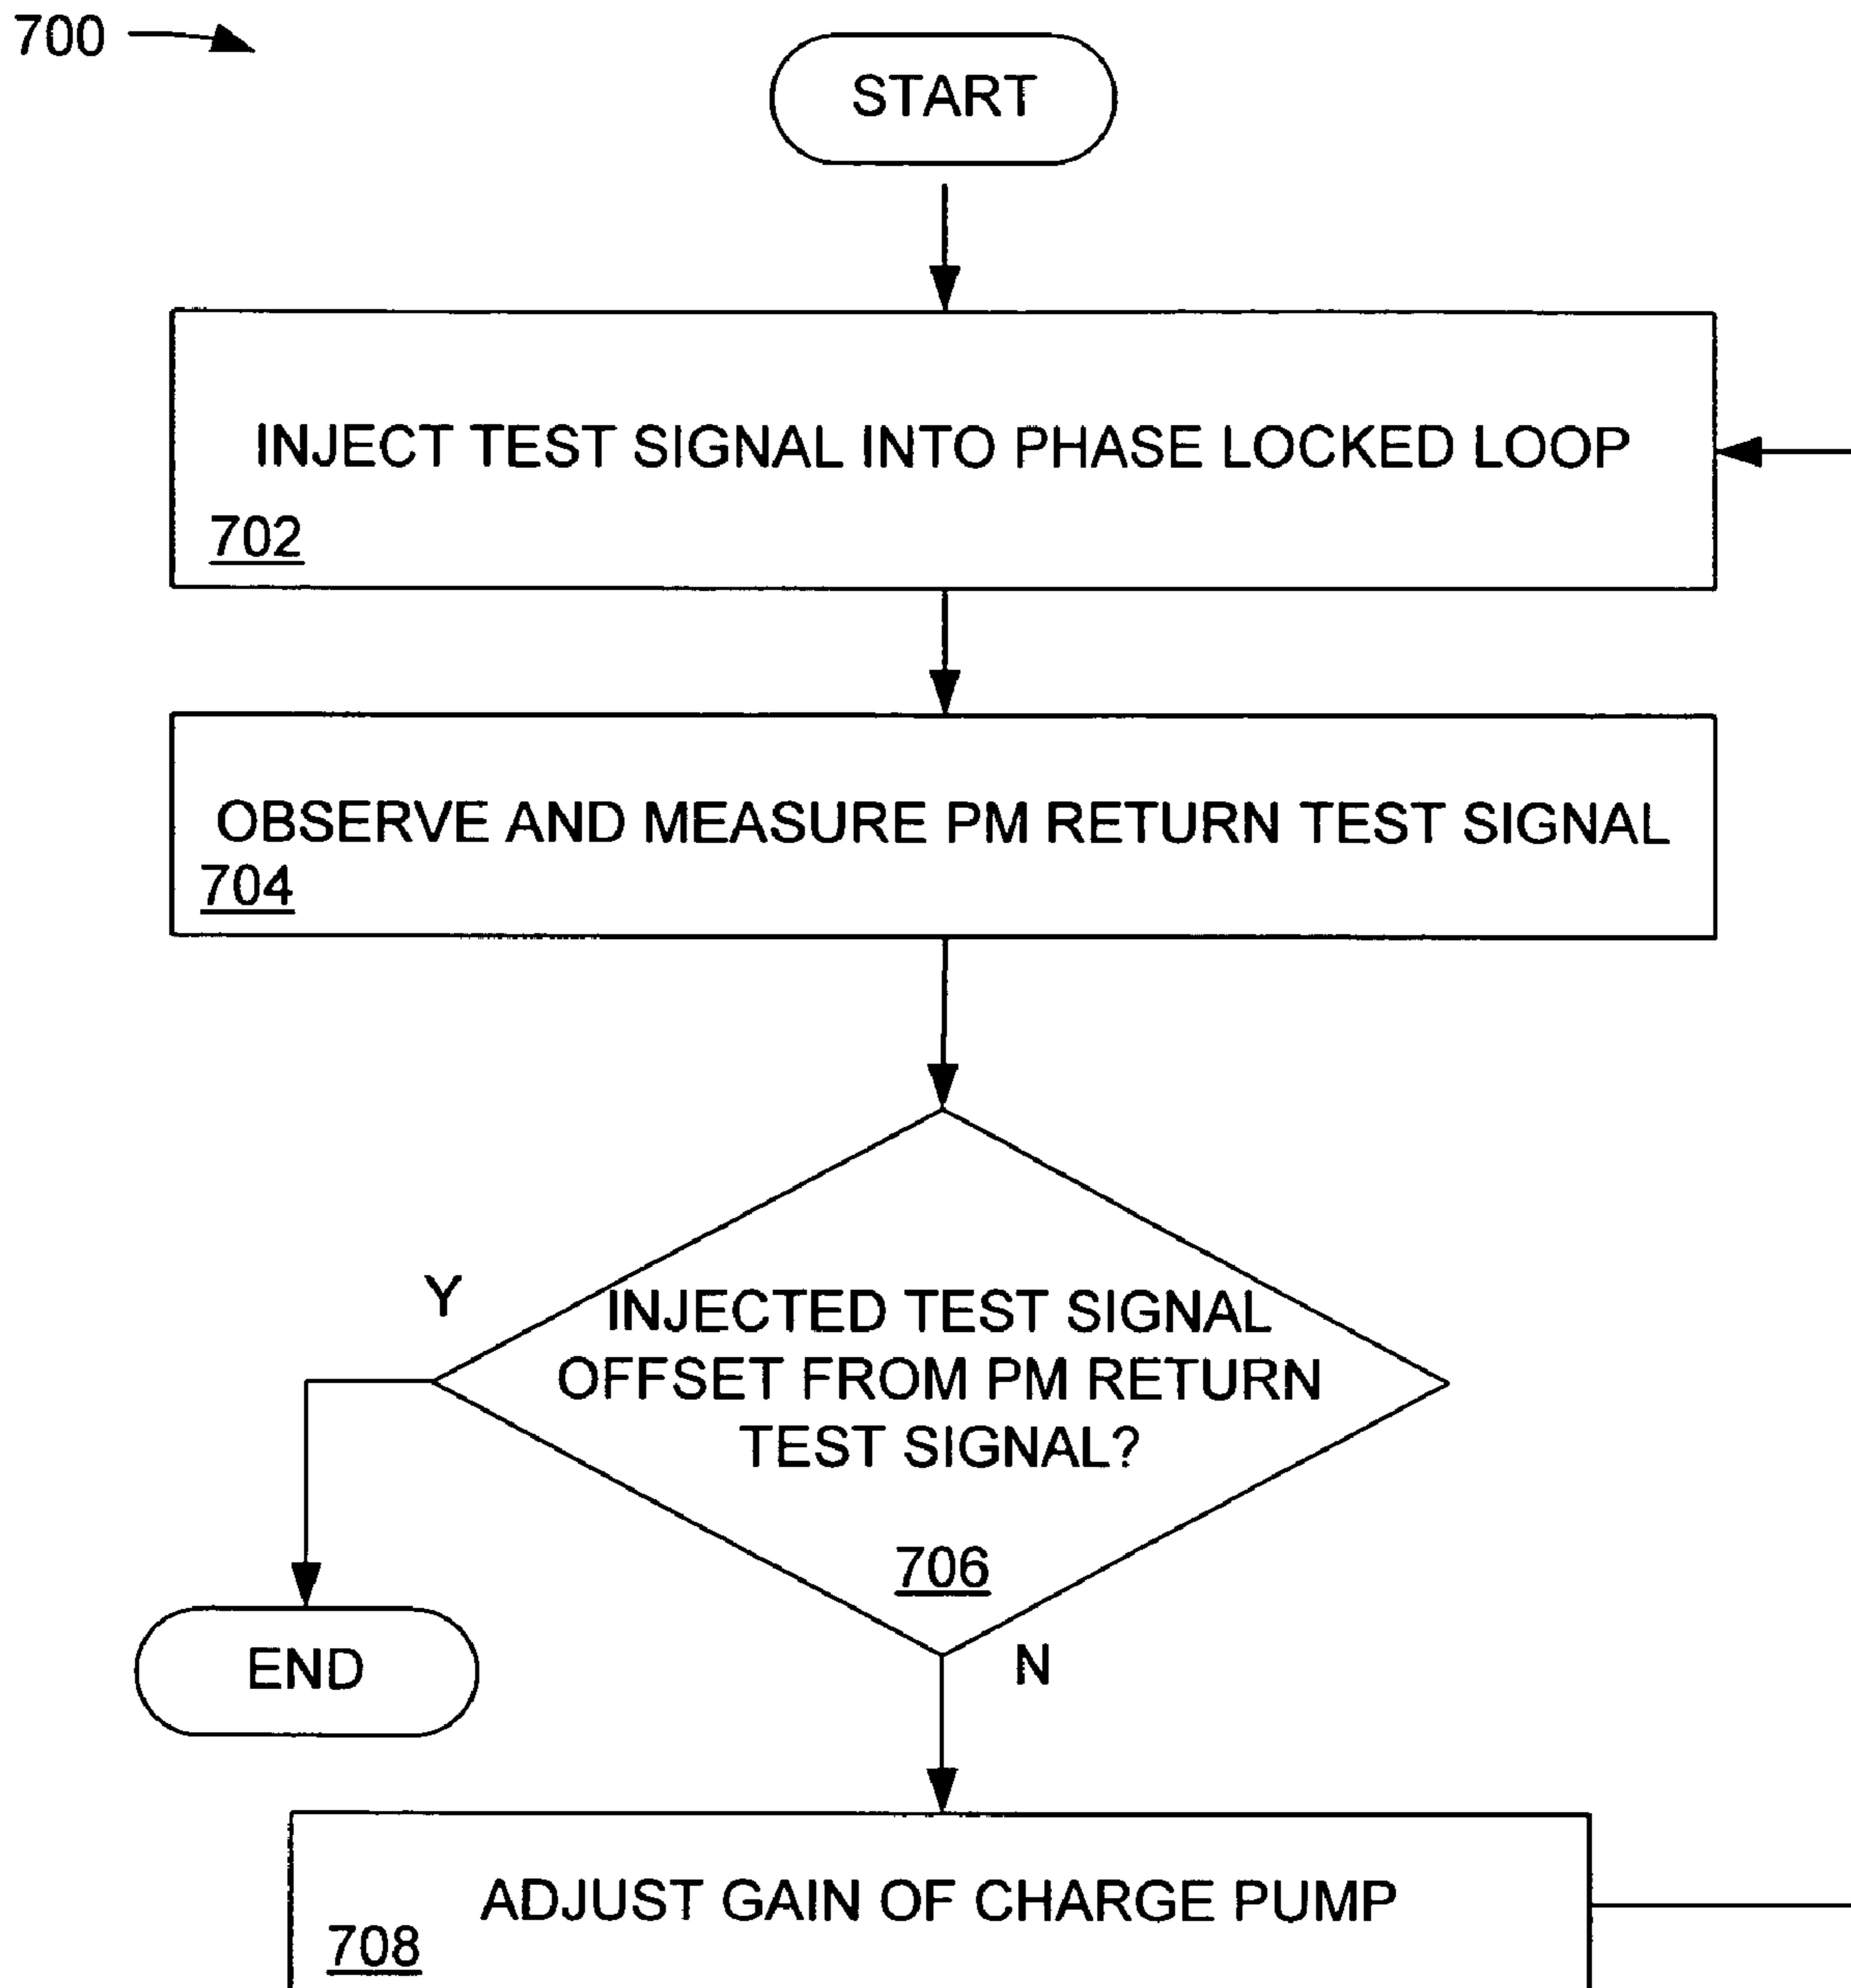 700
START
INJECT TEST SIGNAL INTO PHASE LOCKED LOOP
702
OBSERVE AND MEASURE PM RETURN TEST SIGNAL
704
Y
INJECTED TEST SIGNAL
OFFSET FROM PM RETURN
TEST SIGNAL?
706
END
N
ADJUST GAIN OF CHARGE PUMP
708